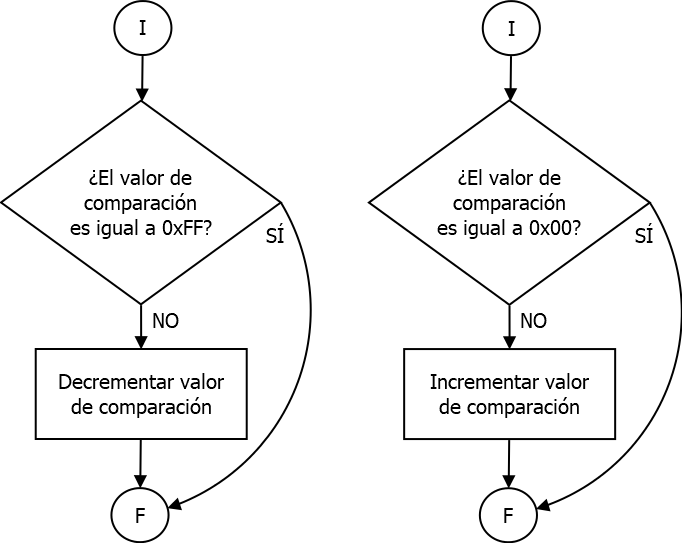 I
¿El valor de
comparación
es igual a 0xFF?
SÍ
NO
Decrementar valor
de comparación
F
I
¿El valor de
comparación
es igual a 0x00?
SÍ
NO
Incrementar valor
de comparación
F